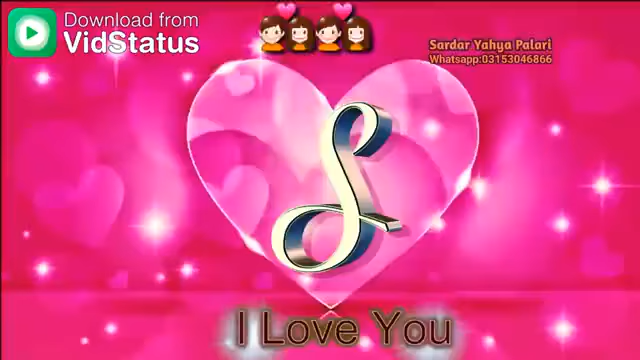 Download from
VidStatus
Sardar Yahya Palari
Whatsapp:03153046866
S
I Love You